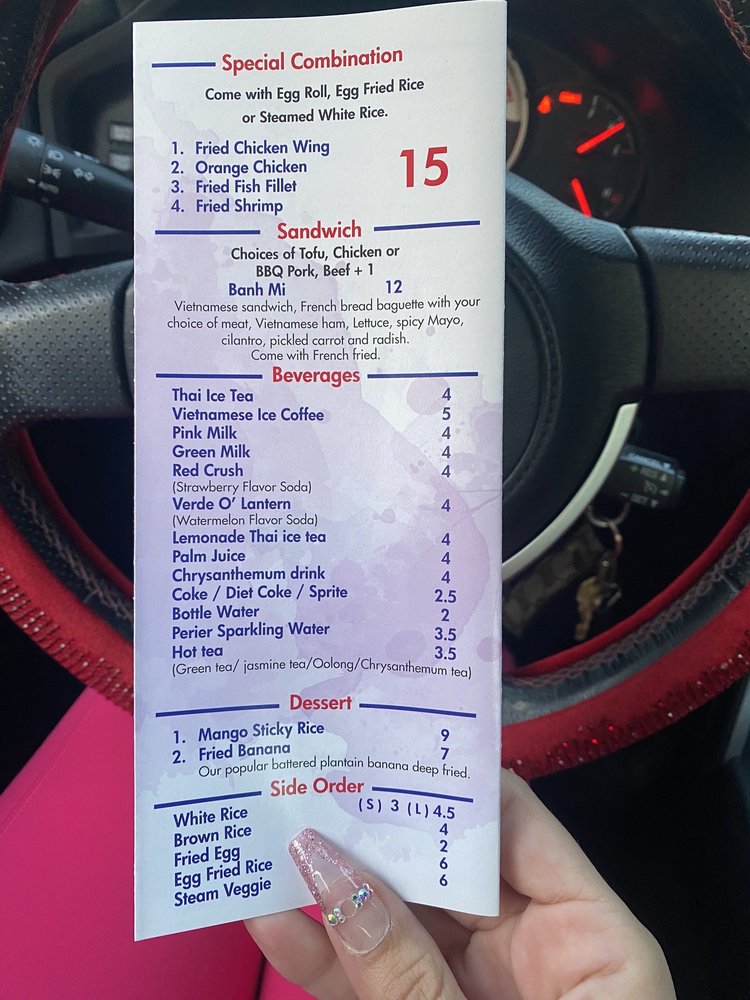 Special Combination
Come with Egg Roll, Egg Fried Rice
or Steamed White Rice.
1. Fried Chicken Wing
2. Orange Chicken
3. Fried Fish Fillet
4. Fried Shrimp
15
Sandwich
Choices of Tofu, Chicken or
BBQ Pork, Beef + 1
Banh Mi 12
Vietnamese sandwich, French bread baguette with your
choice of meat, Vietnamese ham, Lettuce, spicy Mayo,
cilantro, pickled carrot and radish.
Come with French fried.
Beverages
Thai Ice Tea 4
Vietnamese Ice Coffee 5
Pink Milk 4
Green Milk 4
Red Crush 4
(Strawberry Flavor Soda)
Verde O' Lantern 4
(Watermelon Flavor Soda)
Lemonade Thai ice tea 4
Palm Juice 4
Chrysanthemum drink 4
Coke / Diet Coke / Sprite 2.5
Bottle Water 2
Perier Sparkling Water 3.5
Hot tea 3.5
(Green tea/ jasmine tea/Oolong/Chrysanthemum tea)
Dessert
1. Mango Sticky Rice 9
2. Fried Banana 7
Our popular battered plantain banana deep fried.
Side Order
White Rice (S) 3 (L) 4.5
Brown Rice 4
Fried Egg 2
Egg Fried Rice 6
Steam Veggie 6
CANCEL
+ RES
- SET
AUTO